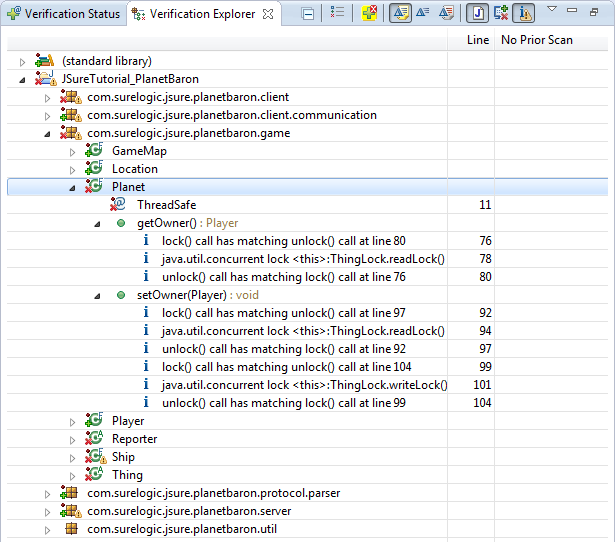 Verification Status Verification Explorer
Line No Prior Scan
(standard library)
JSureTutorial_PlanetBaron
com.surelogic.jsure.planetbaron.client
com.surelogic.jsure.planetbaron.client.communication
com.surelogic.jsure.planetbaron.game
GameMap
Location
Planet
ThreadSafe 11
getOwner() : Player
lock() call has matching unlock() call at line 80 76
java.util.concurrent lock <this>:ThingLock.readLock() 78
unlock() call has matching lock() call at line 76 80
setOwner(Player) : void
lock() call has matching unlock() call at line 97 92
java.util.concurrent lock <this>:ThingLock.readLock() 94
unlock() call has matching lock() call at line 92 97
lock() call has matching unlock() call at line 104 99
java.util.concurrent lock <this>:ThingLock.writeLock() 101
unlock() call has matching lock() call at line 99 104
Player
Reporter
Ship
Thing
com.surelogic.jsure.planetbaron.protocol.parser
com.surelogic.jsure.planetbaron.server
com.surelogic.jsure.planetbaron.util